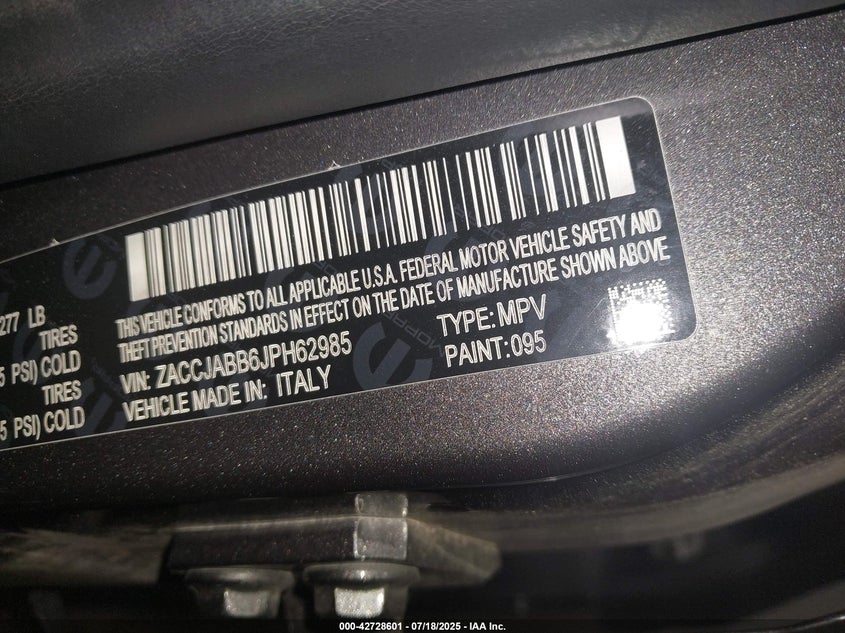 277 LB
TIRES
5 PSI) COLD
TIRES
5 PSI) COLD
THIS VEHICLE CONFORMS TO ALL APPLICABLE U.S.A. FEDERAL MOTOR VEHICLE SAFETY AND
THEFT PREVENTION STANDARDS IN EFFECT ON THE DATE OF MANUFACTURE SHOWN ABOVE
VIN: ZACCJABB6JPH62985 TYPE: MPV
VEHICLE MADE IN: ITALY PAINT: 095
000-42728601 - 07/18/2025 - IAA Inc.